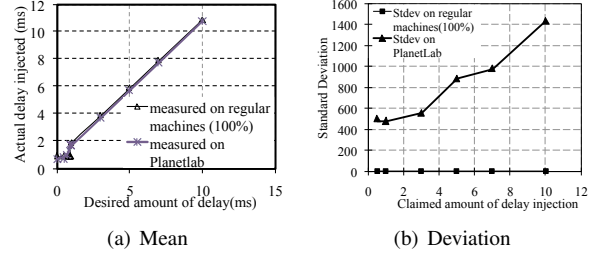 Actual delay injected (ms)
12
10
8
6
4
2
0
measured on regular
machines (100%)
measured on
Planetlab
0 5 10 15
Desired amount of delay(ms)
(a) Mean
Standard Deviation
1600
1400
1200
1000
800
600
400
200
0
Stdev on regular
machines(100%)
Stdev on
PlanetLab
0 2 4 6 8 10 12
Claimed amount of delay injection
(b) Deviation